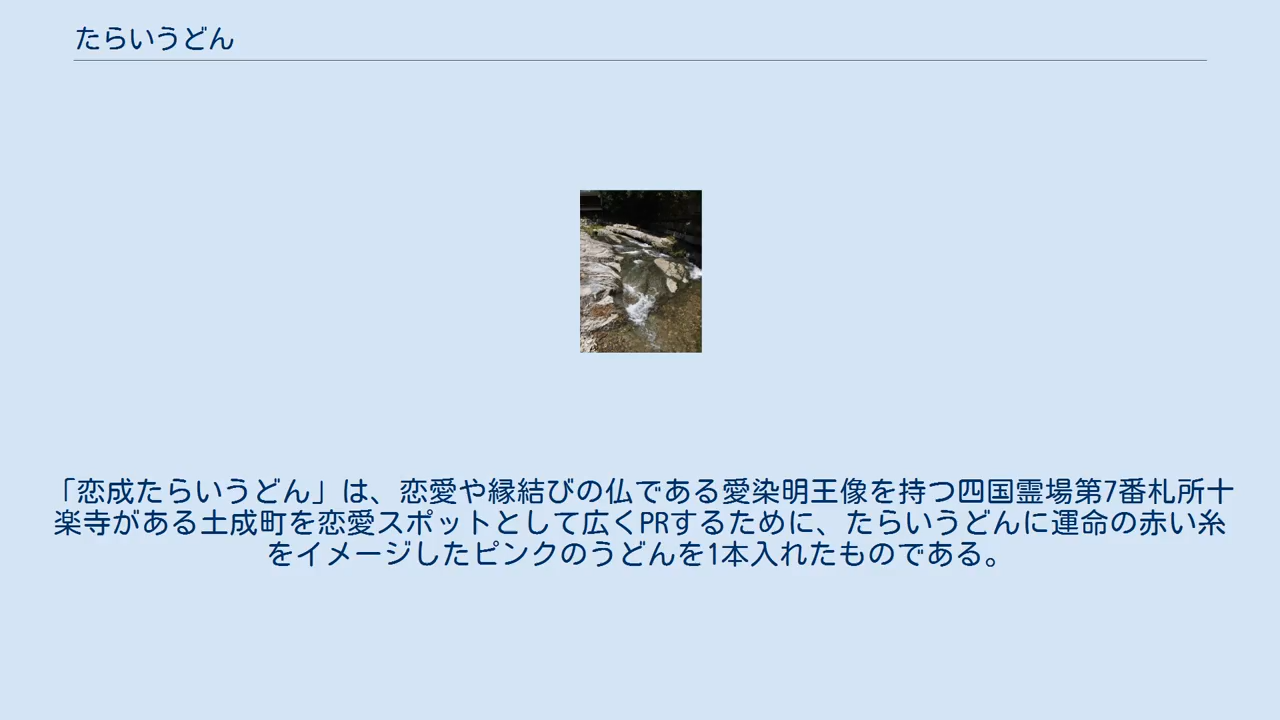 たらいうどん
「恋成たらいうどん」は、恋愛や縁結びの仏である愛染明王像を持つ四国霊場第7番札所十
楽寺がある土成町を恋愛スポットとして広くPRするために、たらいうどんに運命の赤い糸
をイメージしたピンクのうどんを1本入れたものである。